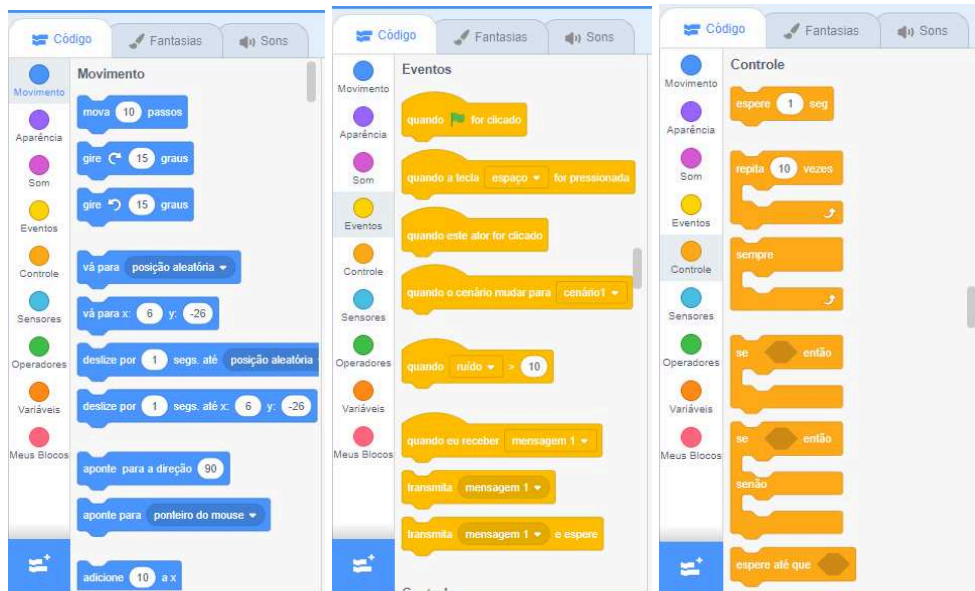 Código Fantasias Sons
Movimento
Aparência
Som
Eventos
Controle
Sensores
Operadores
Variáveis
Meus Blocos
Movimento
mova 10 passos
gire 15 graus
gire 15 graus
vá para posição aleatória
vá para x: 6 y: -26
deslize por 1 segs. até posição aleatória
deslize por 1 segs. até x: 6 y: -26
aponte para a direção 90
aponte para ponteiro do mouse
adicione 10 a x
Código Fantasias Sons
Movimento
Aparência
Som
Eventos
Controle
Sensores
Operadores
Variáveis
Meus Blocos
Eventos
quando for clicado
quando a tecla espaço for pressionada
quando este ator for clicado
quando o cenário mudar para cenário1
quando ruído > 10
quando eu receber mensagem 1
transmita mensagem 1
transmita mensagem 1 e espere
Código Fantasias Sons
Movimento
Aparência
Som
Eventos
Controle
Sensores
Operadores
Variáveis
Meus Blocos
Controle
espere 1 seg
repita 10 vezes
sempre
se então
se então
senão
espere até que